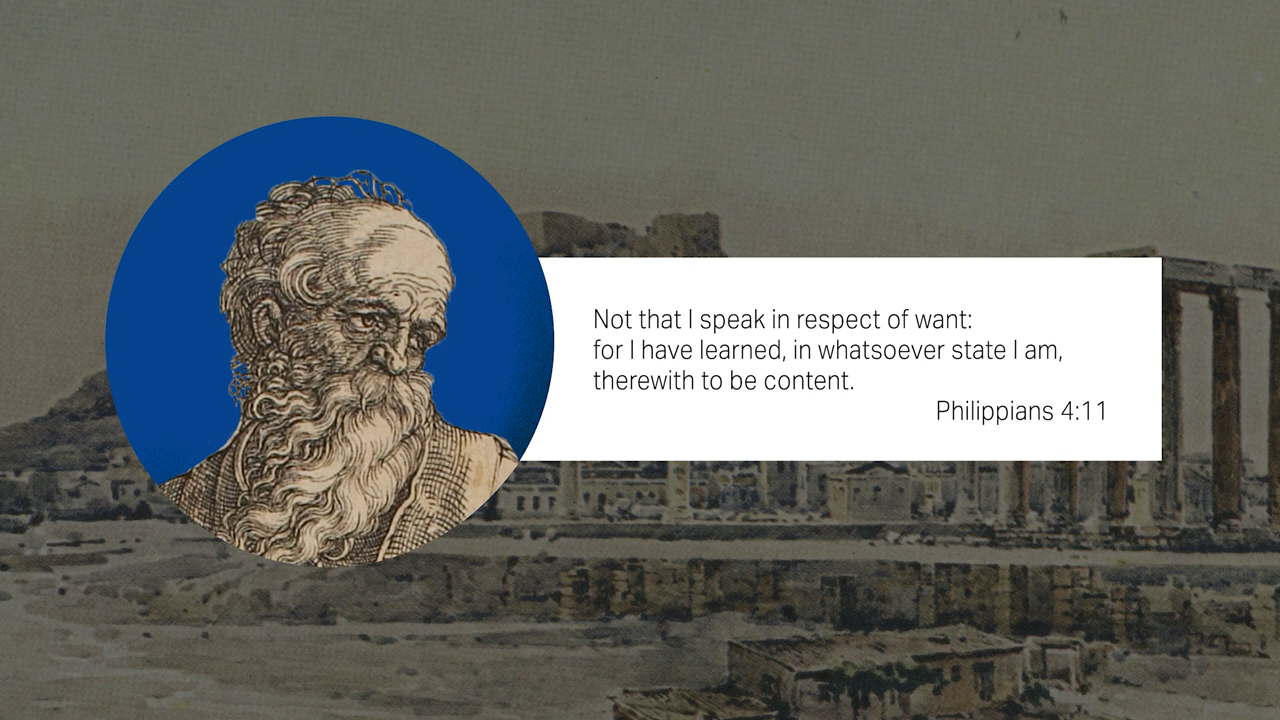 Not that I speak in respect of want:
for I have learned, in whatsoever state I am,
therewith to be content.
Philippians 4:11